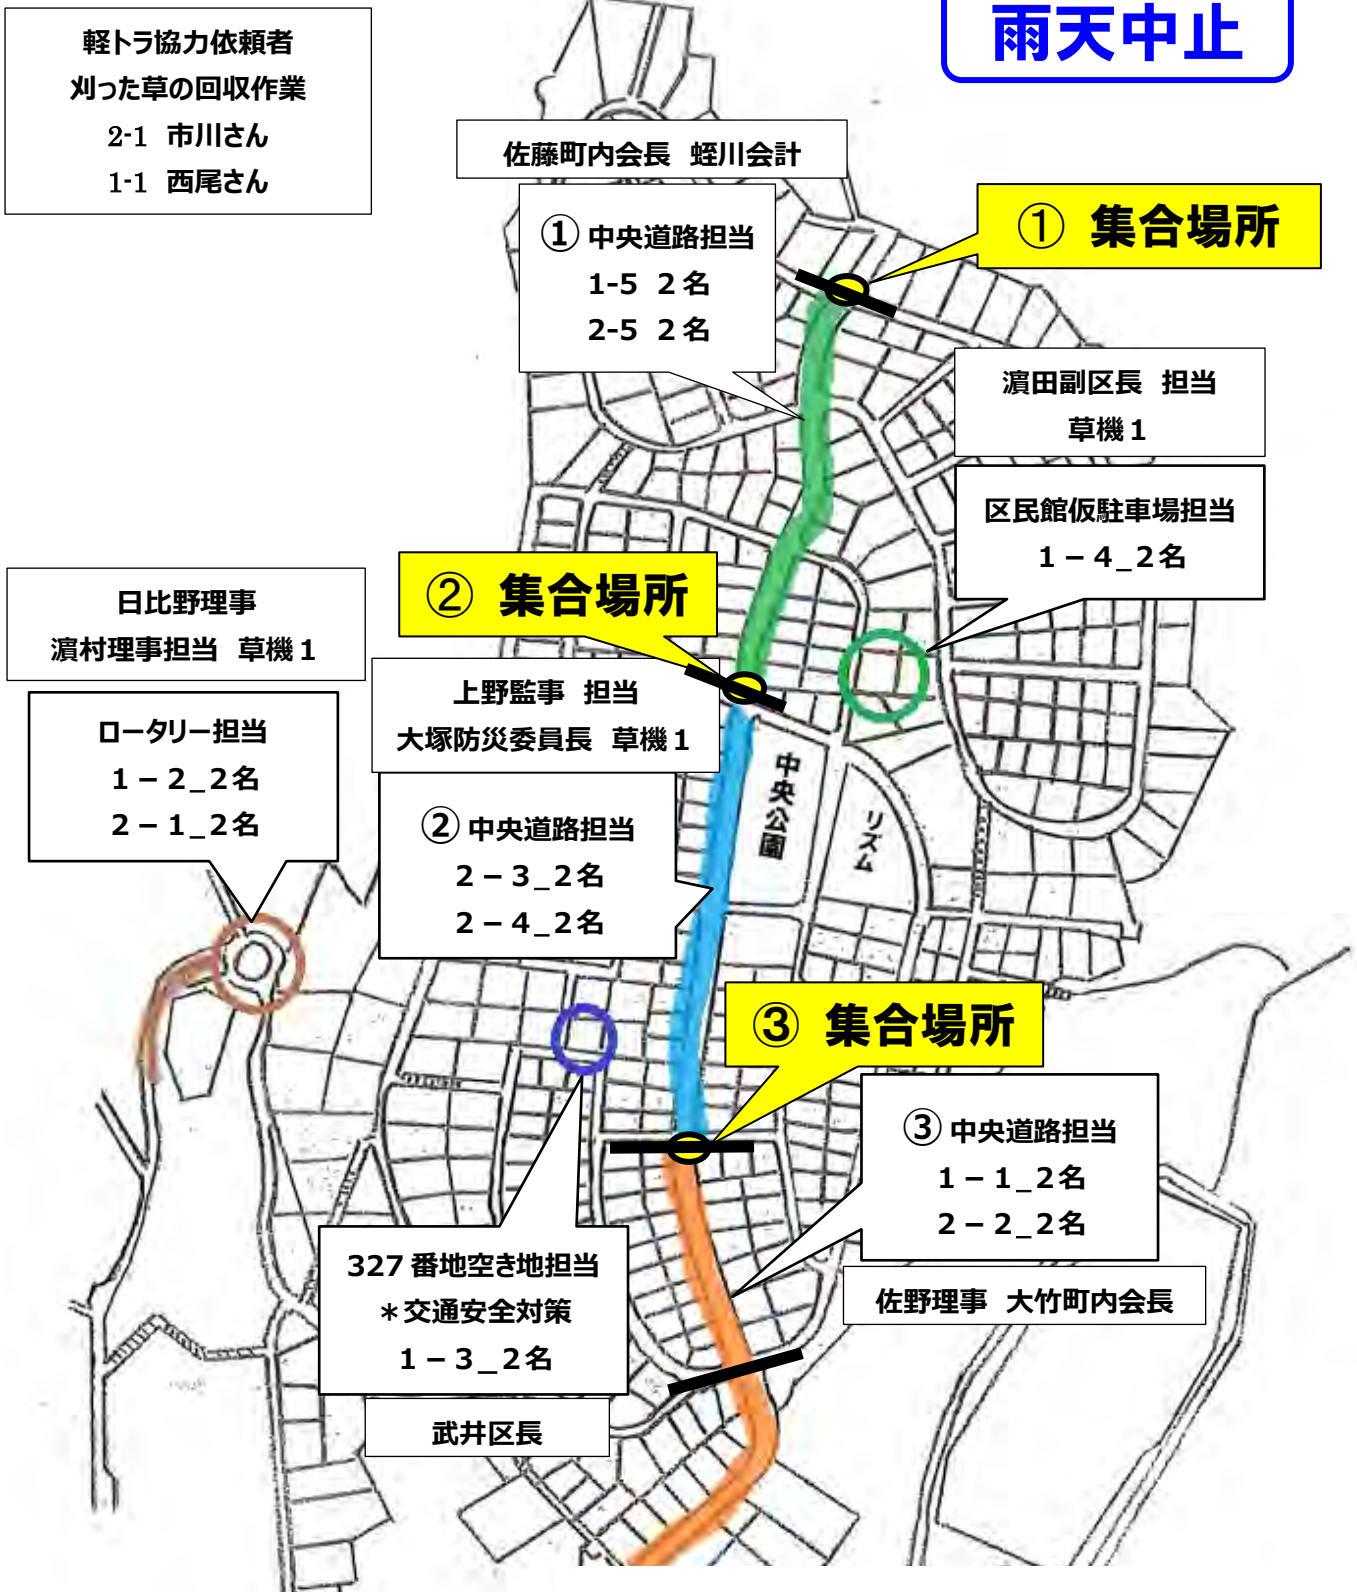 雨天中止
軽トラ協力依頼者
刈った草の回収作業
2-1 市川さん
1-1 西尾さん
佐藤町内会長 蛭川会計
① 中央道路担当
1-5 2名
2-5 2名
① 集合場所
濵田副区長 担当
草機1
区民館仮駐車場担当
1－4_2名
② 集合場所
日比野理事
濵村理事担当 草機1
ロータリー担当
1－2_2名
2－1_2名
上野監事 担当
大塚防災委員長 草機1
② 中央道路担当
2－3_2名
2－4_2名
中央公園
リズム
③ 集合場所
③ 中央道路担当
1－1_2名
2－2_2名
佐野理事 大竹町内会長
327番地空き地担当
＊交通安全対策
1－3_2名
武井区長